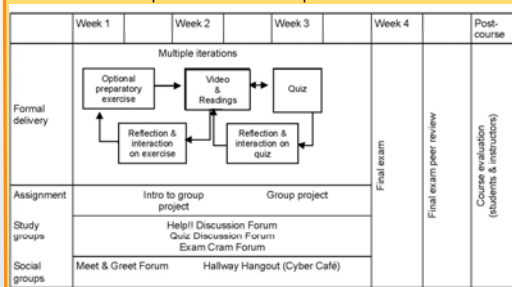 Week 1
Week 2
Week 3
Week 4
Post-
course
Multiple iterations
Optional
preparatory
exercise
Video
&
Readings
Quiz
Formal
delivery
Reflection &
interaction
on exercise
Reflection &
interaction on
quiz
Final exam
Final exam peer review
Course evaluation
(students & instructors)
Assignment
Intro to group
project
Group project
Study
groups
Help!! Discussion Forum
Quiz Discussion Forum
Exam Cram Forum
Social
groups
Meet & Greet Forum
Hallway Hangout (Cyber Café)